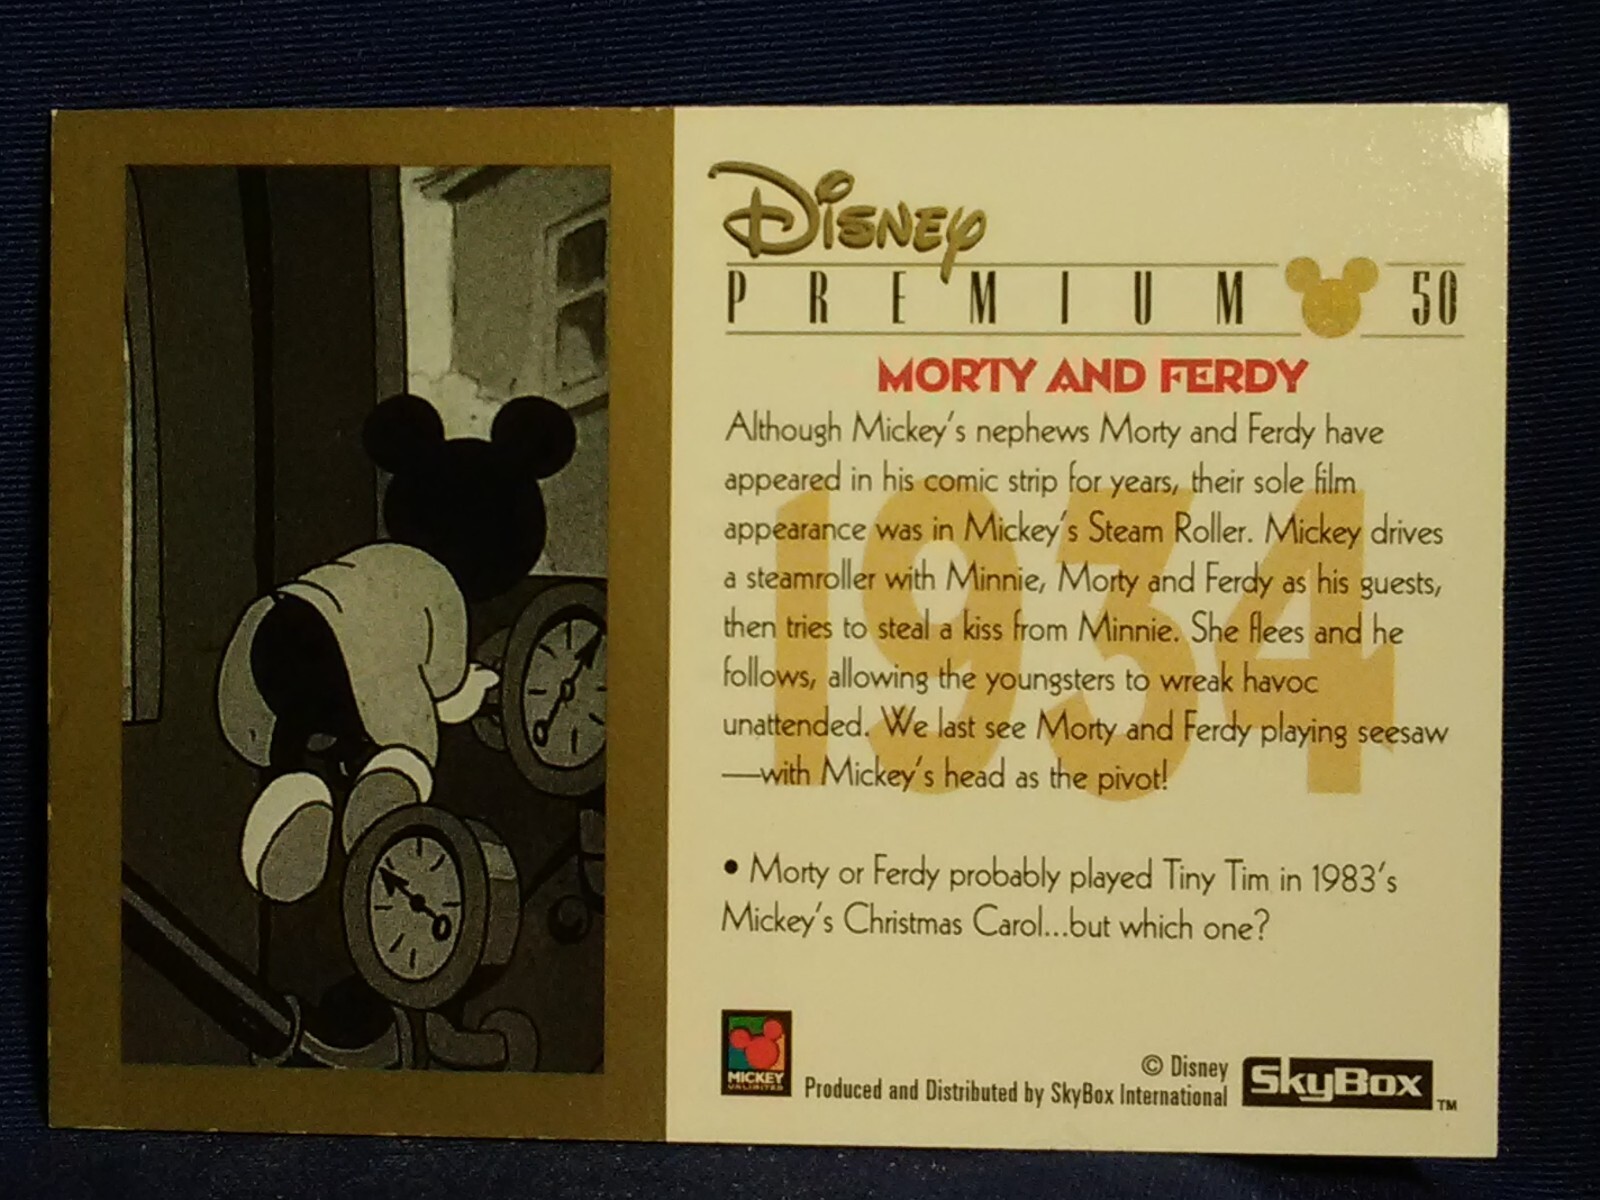 Disney
PREMIUM 50
MORTY AND FERDY
Although Mickey's nephews Morty and Ferdy have
appeared in his comic strip for years, their sole film
appearance was in Mickey's Steam Roller. Mickey drives
a steamroller with Minnie, Morty and Ferdy as his guests,
then tries to steal a kiss from Minnie. She flees and he
follows, allowing the youngsters to wreak havoc
unattended. We last see Morty and Ferdy playing seesaw
—with Mickey's head as the pivot!
1934
• Morty or Ferdy probably played Tiny Tim in 1983's
Mickey's Christmas Carol...but which one?
MICKEY
UNLIMITED
© Disney
Produced and Distributed by SkyBox International
SkyBox™